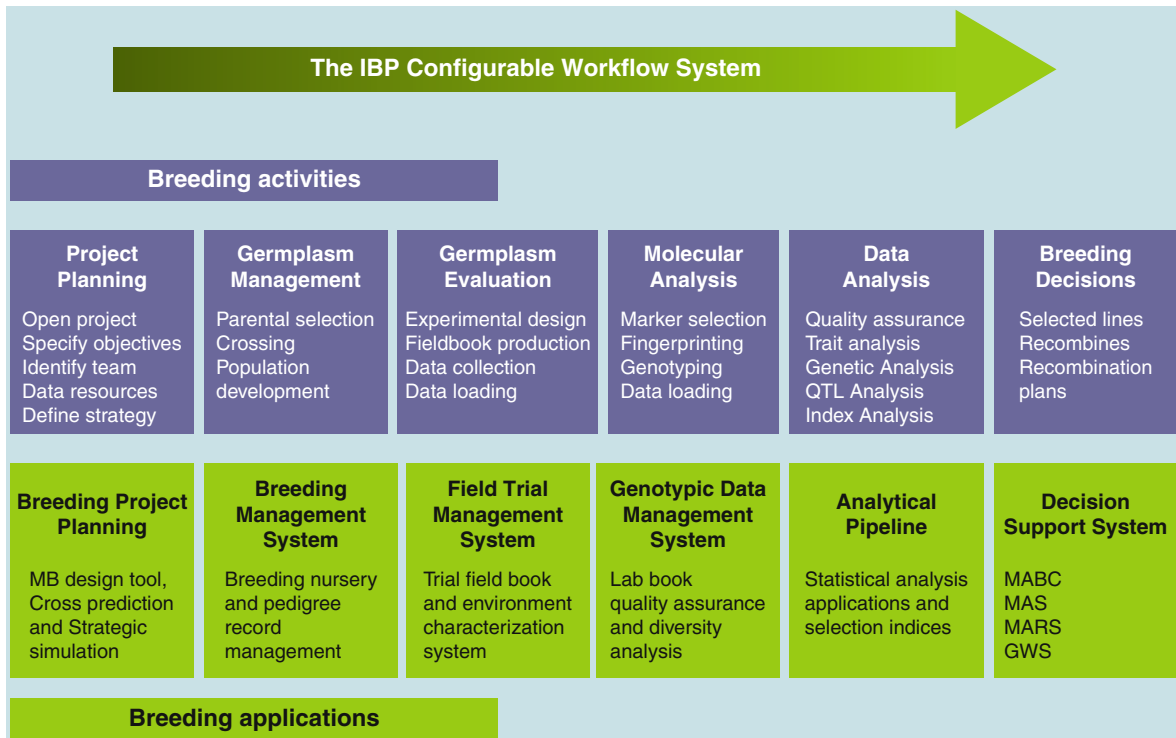 The IBP Configurable Workflow System
Breeding activities
Project
Planning
Open project
Specify objectives
Identify team
Data resources
Define strategy
Germplasm
Management
Parental selection
Crossing
Population
development
Germplasm
Evaluation
Experimental design
Fieldbook production
Data collection
Data loading
Molecular
Analysis
Marker selection
Fingerprinting
Genotyping
Data loading
Data
Analysis
Quality assurance
Trait analysis
Genetic Analysis
QTL Analysis
Index Analysis
Breeding
Decisions
Selected lines
Recombines
Recombination
plans
Breeding Project
Planning
MB design tool,
Cross prediction
and Strategic
simulation
Breeding
Management
System
Breeding nursery
and pedigree
record
management
Field Trial
Management
System
Trial field book
and environment
characterization
system
Genotypic Data
Management
System
Lab book
quality assurance
and diversity
analysis
Analytical
Pipeline
Statistical analysis
applications and
selection indices
Decision
Support System
MABC
MAS
MARS
GWS
Breeding applications